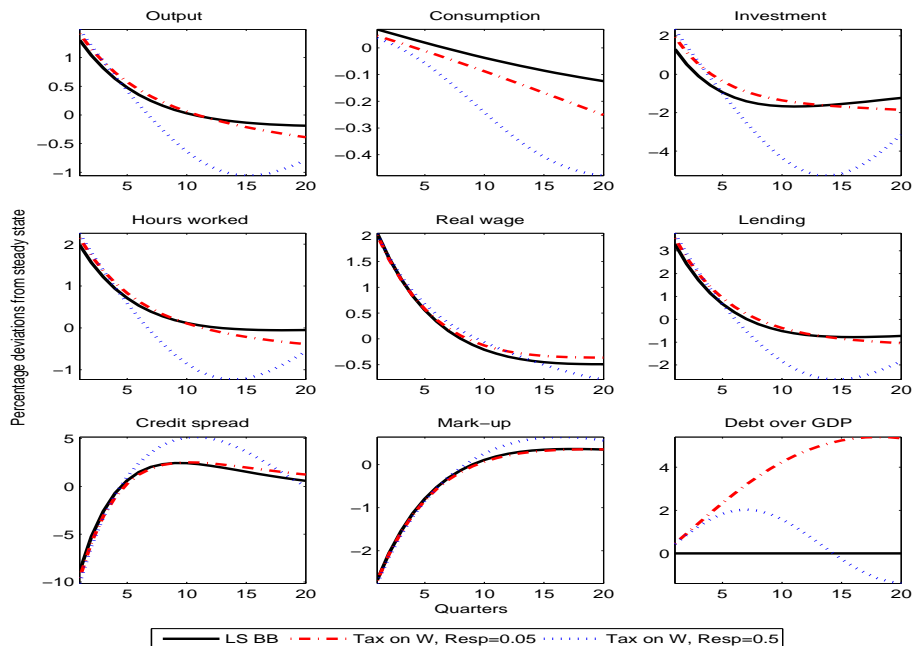 Output
Consumption
Investment
1
0.5
0
−0.5
−1
5 10 15 20
0
−0.1
−0.2
−0.3
−0.4
5 10 15 20
2
0
−2
−4
5 10 15 20
Percentage deviations from steady state
Hours worked
Real wage
Lending
2
1
0
−1
5 10 15 20
2
1.5
1
0.5
0
−0.5
5 10 15 20
3
2
1
0
−1
−2
5 10 15 20
Credit spread
Mark−up
Debt over GDP
5
0
−5
−10
5 10 15 20
0
−1
−2
5 10 15 20
4
2
0
5 10 15 20
Quarters
LS BB
Tax on W, Resp=0.05
Tax on W, Resp=0.5